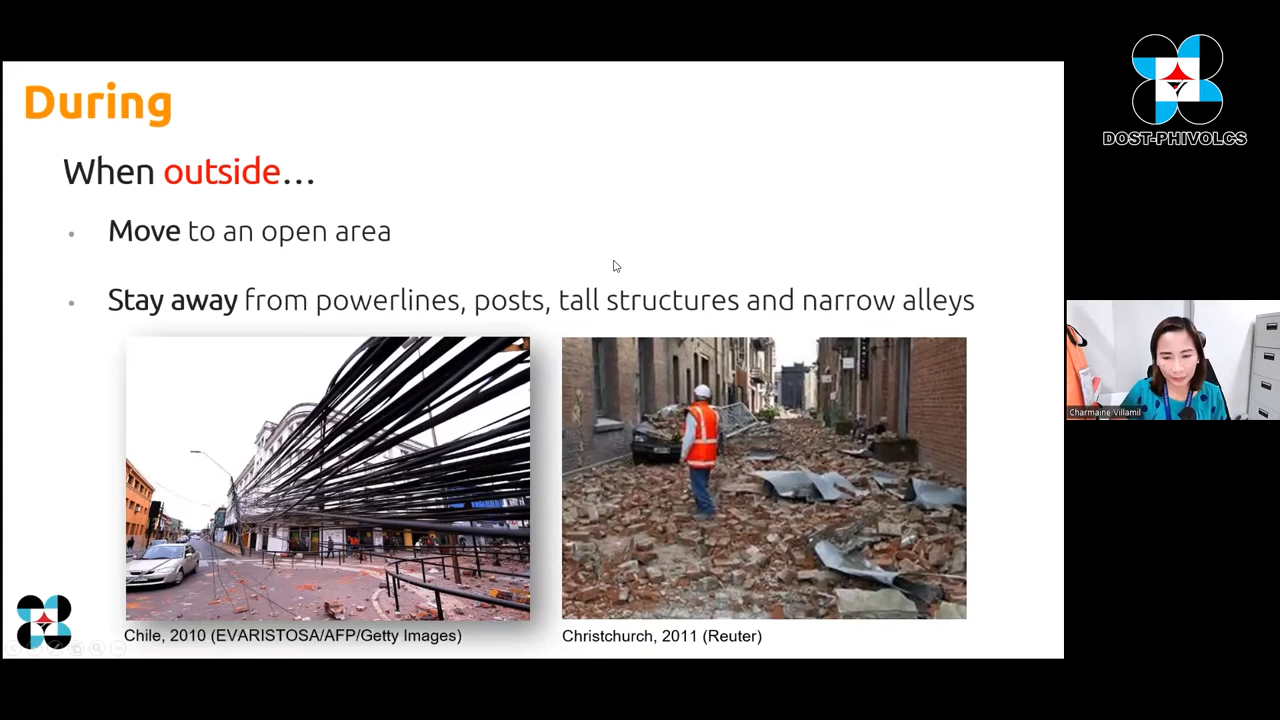 During
When outside...
• Move to an open area
• Stay away from powerlines, posts, tall structures and narrow alleys
Chile, 2010 (EVARISTOSA/AFP/Getty Images)
Christchurch, 2011 (Reuter)
DOST-PHIVOLCS
Charmaine Villamil